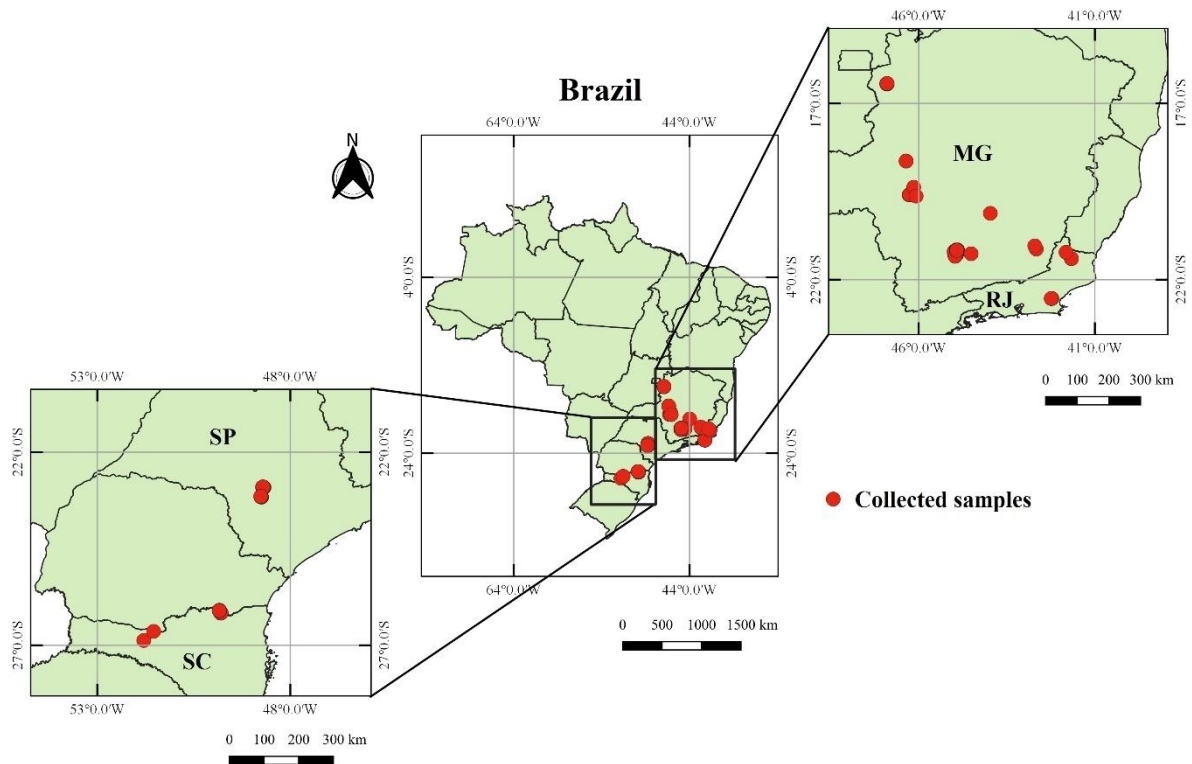 Brazil
N
64°0.0'W 44°0.0'W
4°0.0'S 4°0.0'S
24°0.0'S 24°0.0'S
64°0.0'W 44°0.0'W
0 500 1000 1500 km
46°0.0'W 41°0.0'W
17°0.0'S 17°0.0'S
MG
22°0.0'S 22°0.0'S
RJ
46°0.0'W 41°0.0'W
0 100 200 300 km
Collected samples
53°0.0'W 48°0.0'W
SP
22°0.0'S 22°0.0'S
27°0.0'S 27°0.0'S
SC
53°0.0'W 48°0.0'W
0 100 200 300 km